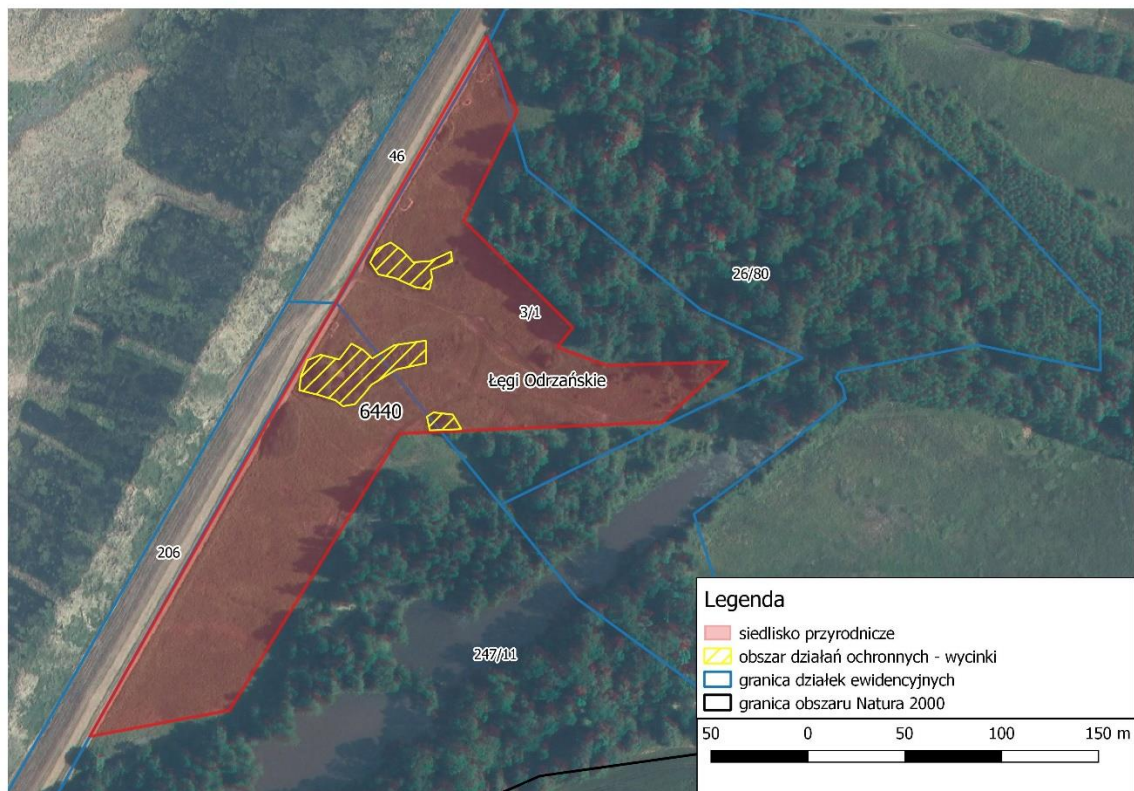 46
26/80
3/1
Łęgi Odrzańskie
6440
206
247/11
Legenda
siedlisko przyrodnicze
obszar działań ochronnych - wycinki
granica działek ewidencyjnych
granica obszaru Natura 2000
50 0 50 100 150 m